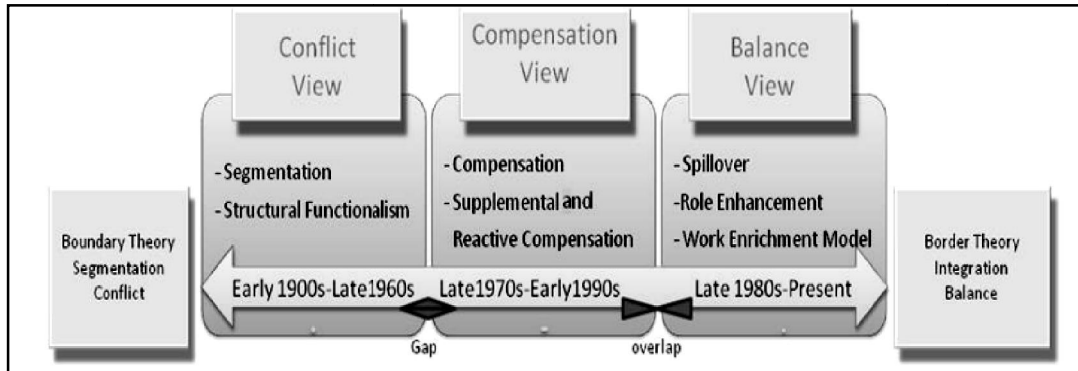 Conflict
View
Compensation
View
Balance
View
- Segmentation
- Structural Functionalism
- Compensation
- Supplemental and
Reactive Compensation
- Spillover
- Role Enhancement
- Work Enrichment Model
Boundary Theory
Segmentation
Conflict
Border Theory
Integration
Balance
Early 1900s-Late1960s
Late1970s-Early1990s
Late 1980s-Present
Gap
overlap